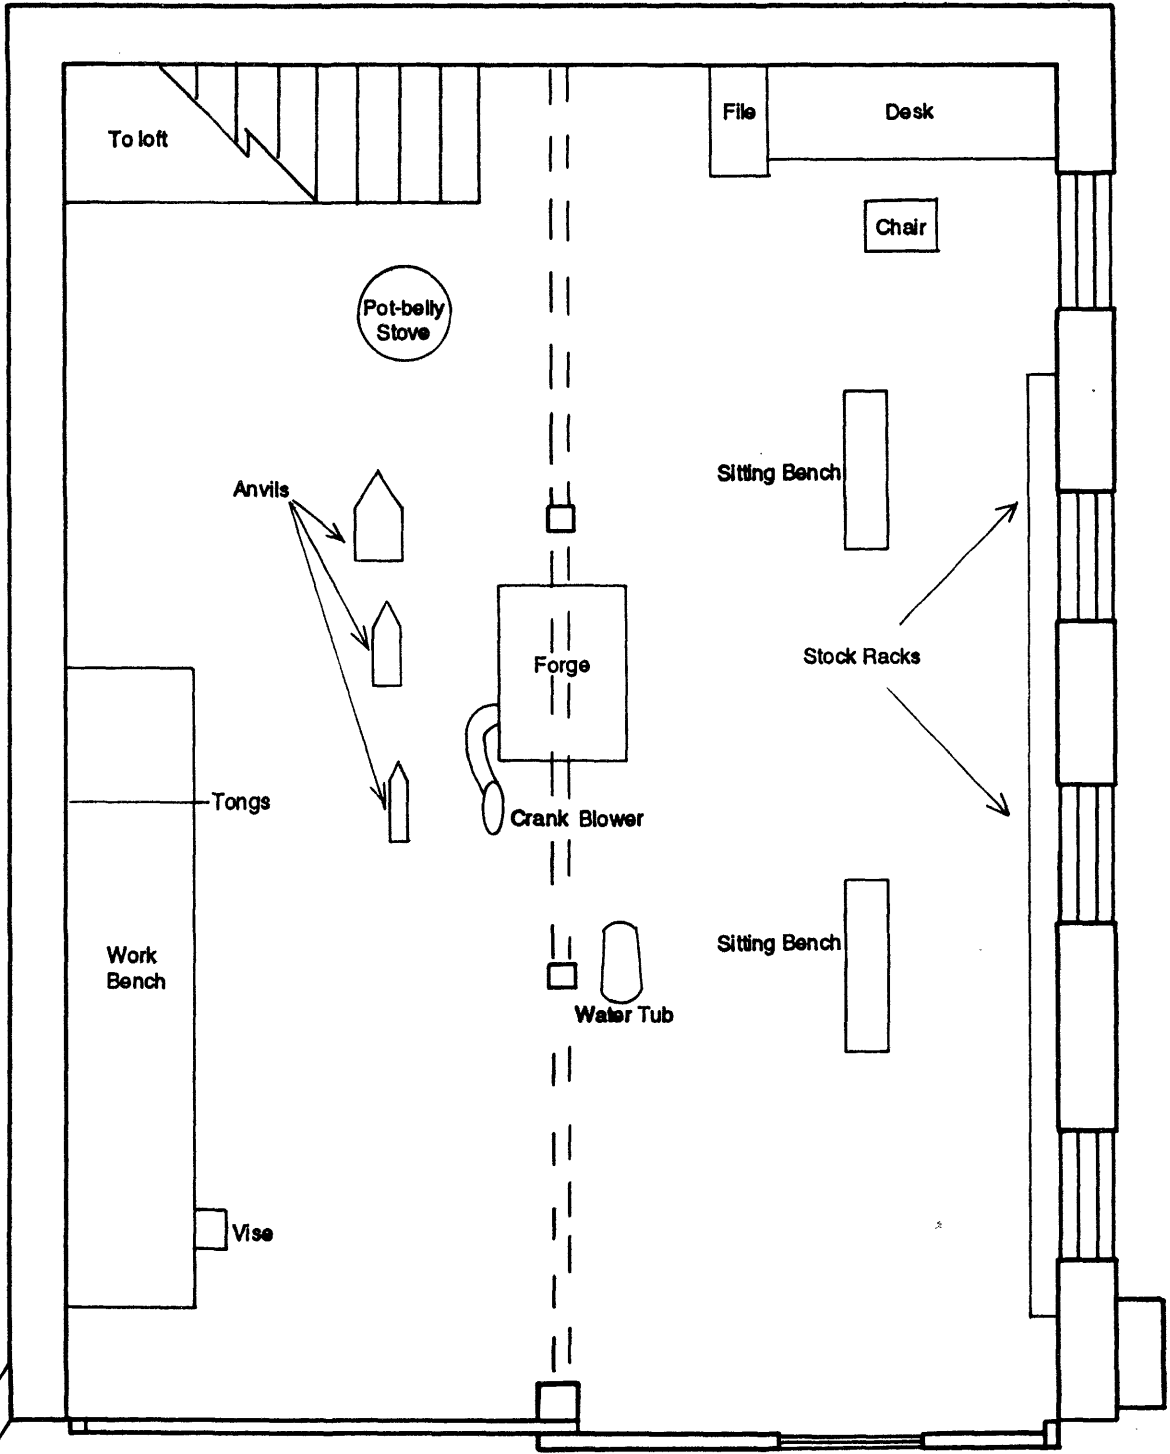 To loft
File
Desk
Chair
Pot-belly
Stove
Anvils
Sitting Bench
Forge
Stock Racks
Tongs
Crank Blower
Work
Bench
Sitting Bench
Water Tub
Vise